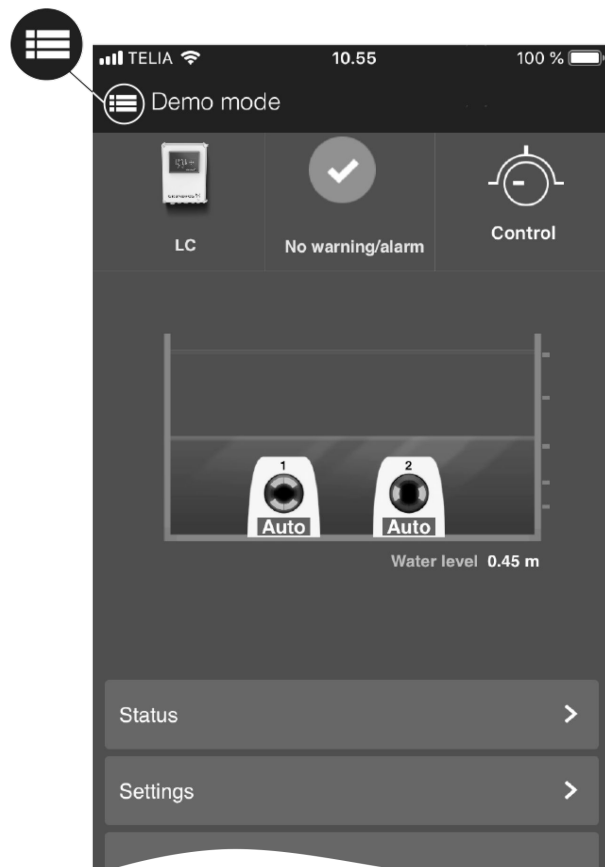 TELIA 10.55 100 %
Demo mode
LC
No warning/alarm
Control
1 2
Auto Auto
Water level 0.45 m
Status
Settings